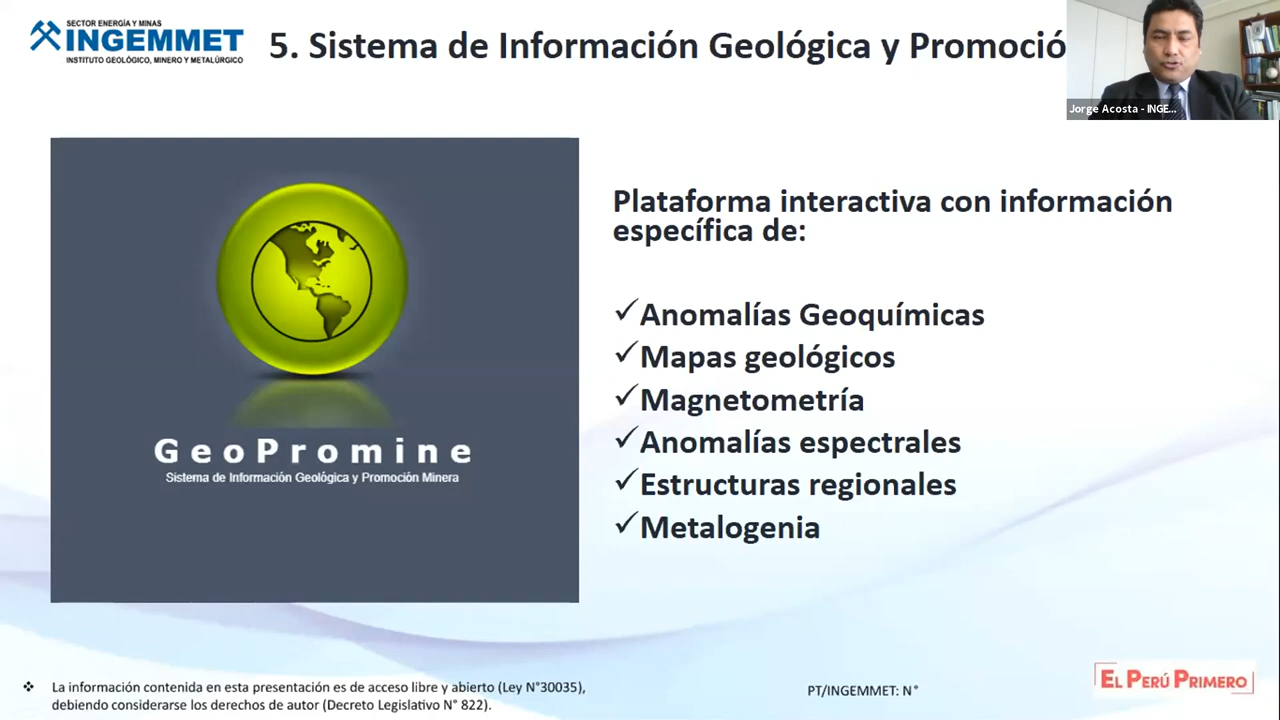 SECTOR ENERGÍA Y MINAS
INGEMMET
INSTITUTO GEOLÓGICO, MINERO Y METALÚRGICO
5. Sistema de Información Geológica y Promoció
Jorge Acosta - INGE...
GeoPromine
Sistema de Información Geológica y Promoción Minera
Plataforma interactiva con información
específica de:
✓Anomalías Geoquímicas
✓Mapas geológicos
✓Magnetometría
✓Anomalías espectrales
✓Estructuras regionales
✓Metalogenia
❖ La información contenida en esta presentación es de acceso libre y abierto (Ley N°30035),
debiendo considerarse los derechos de autor (Decreto Legislativo N° 822).
PT/INGEMMET: N°
EL PERÚ PRIMERO